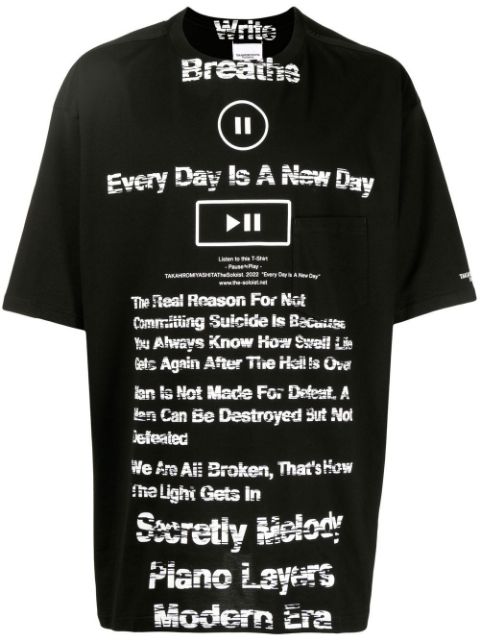 Write
Breathe
Every Day Is A New Day
Listen to this T-Shirt
- Pause Play -
TAKAHIROMIYASHITATheSoloist. 2022 "Every Day Is A New Day"
www.the-soloist.net
The Real Reason For Not
Committing Suicide Is Because
You Always Know How Swell Life
Gets Again After The Hell Is Over
Man Is Not Made For Defeat. A
Man Can Be Destroyed But Not
Defeated
We Are All Broken, That's How
The Light Gets In
Secretly Melody
Piano Layers
Modern Era